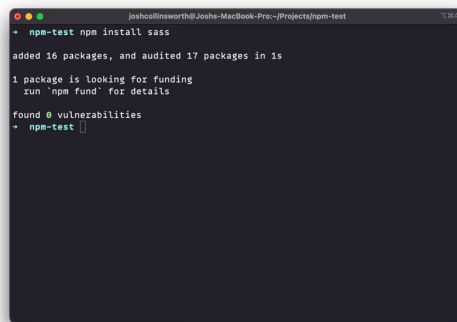 joshcollinsworth@Joshs-MacBook-Pro:~/Projects/npm-test
→ npm-test npm install sass
added 16 packages, and audited 17 packages in 1s
1 package is looking for funding
run `npm fund` for details
found 0 vulnerabilities
→ npm-test